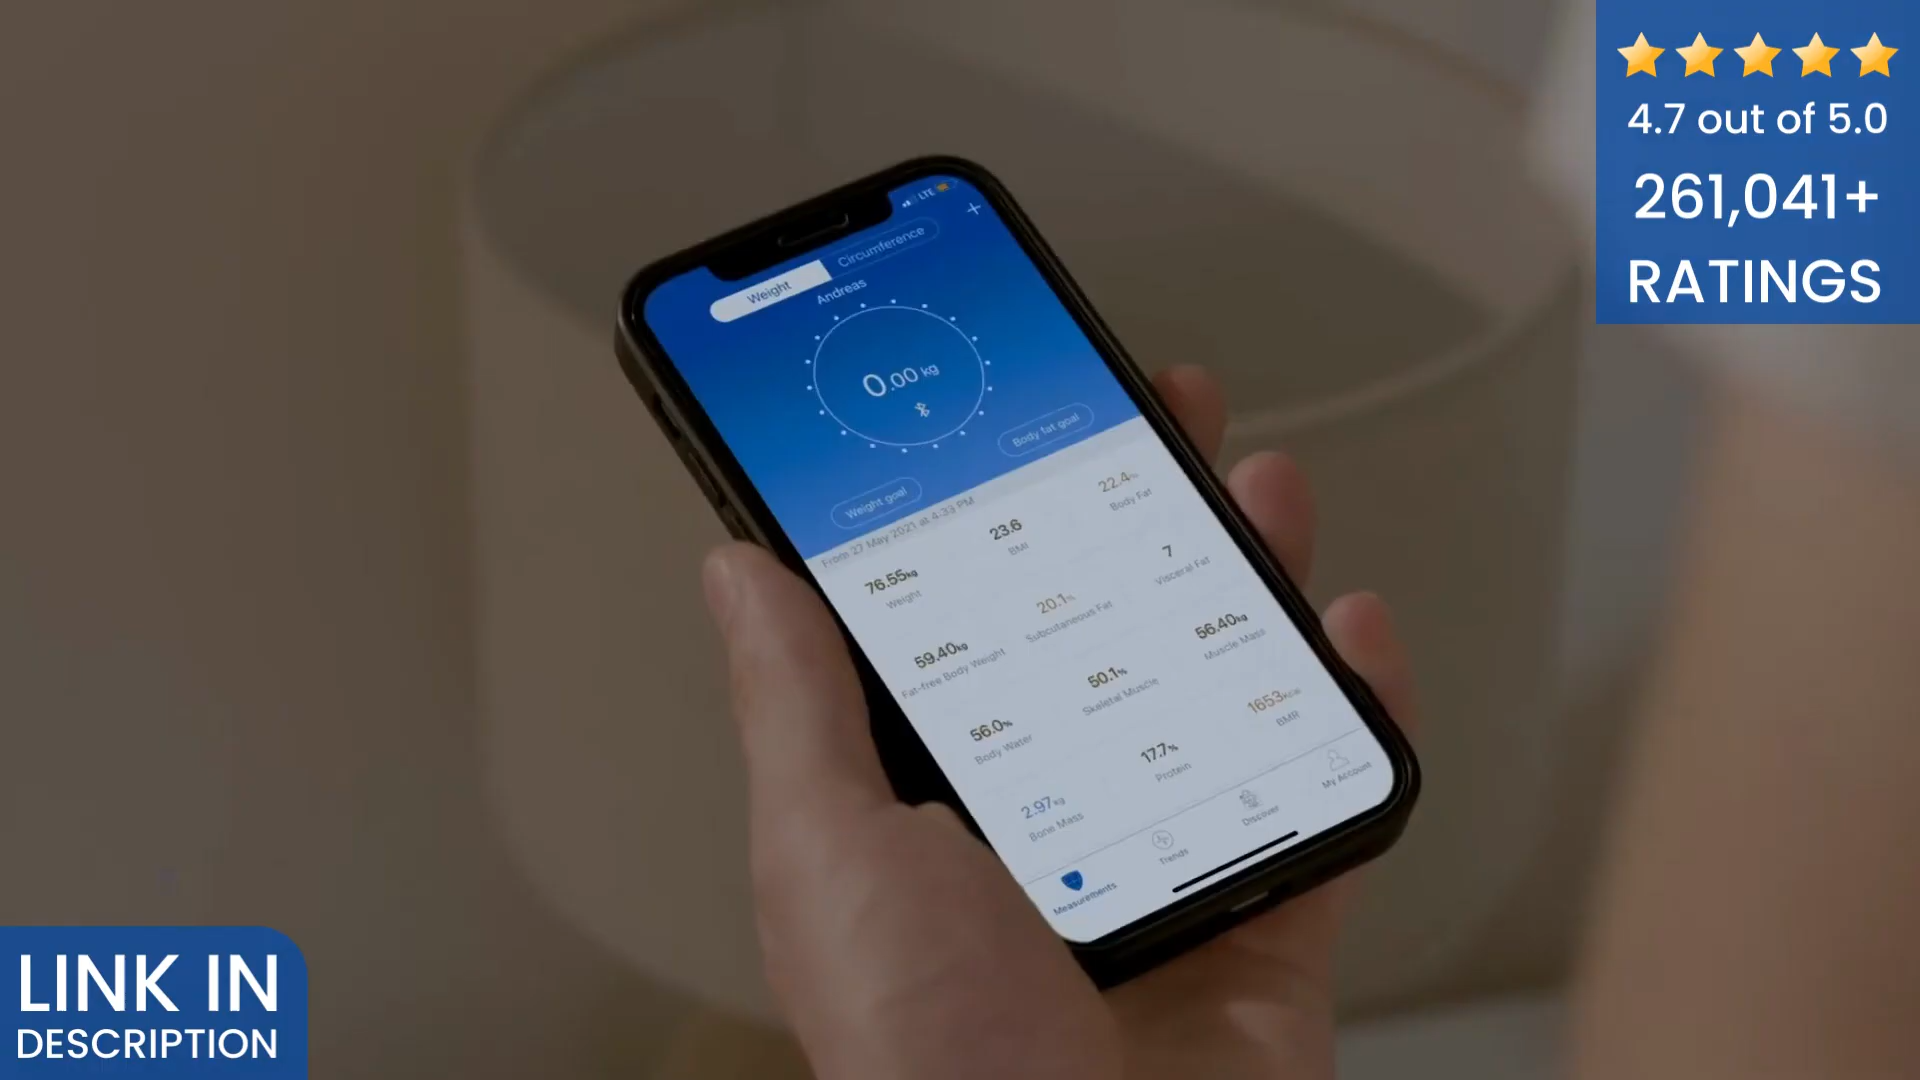 4.7 out of 5.0
261,041+
RATINGS
LTE
Weight Circumference
Andreas
0.00 kg
Weight goal Body fat goal
From 27 May 2021 at 4:33 PM
76.55kg
Weight
23.6
BMI
22.4%
Body Fat
59.40kg
Fat-free Body Weight
20.1%
Subcutaneous Fat
7
Visceral Fat
56.0%
Body Water
50.1%
Skeletal Muscle
56.40kg
Muscle Mass
2.97kg
Bone Mass
17.7%
Protein
1653Kcal
BMR
Measurements
Trends
Discover
My Account
LINK IN
DESCRIPTION